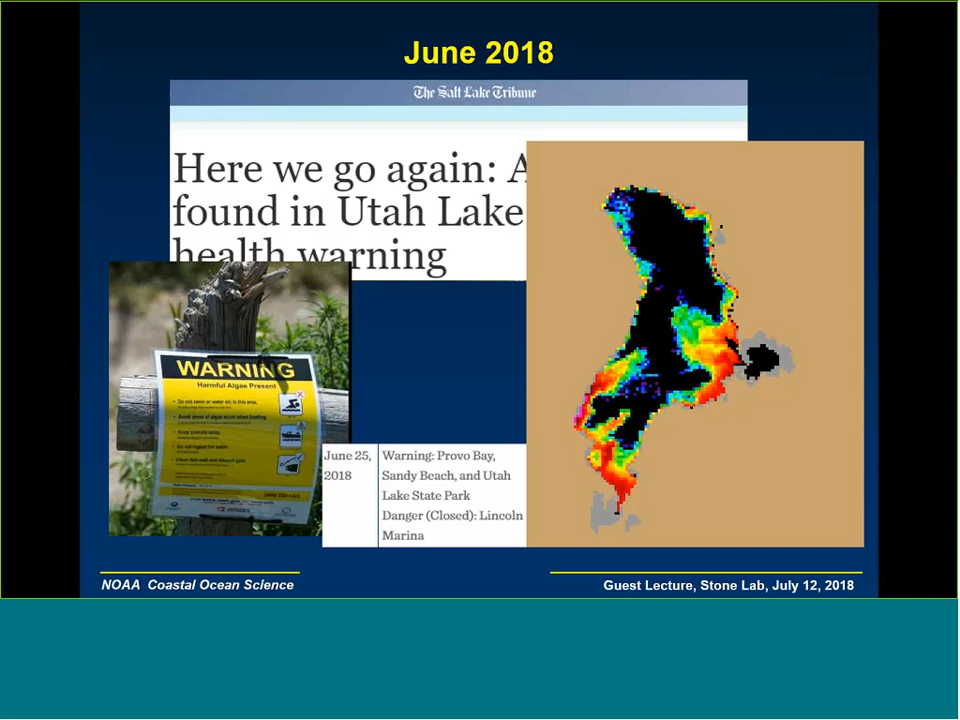 June 2018
The Salt Lake Tribune
Here we go again: A
found in Utah Lake
health warning
WARNING
Harmful Algae Present
Do not swim or water ski in this area.
Avoid areas of algae scum when boating.
Keep animals away.
Do not ingest the water.
Clean fish well and discard guts.
June 25,
2018
Warning: Provo Bay,
Sandy Beach, and Utah
Lake State Park
Danger (Closed): Lincoln
Marina
NOAA Coastal Ocean Science
Guest Lecture, Stone Lab, July 12, 2018